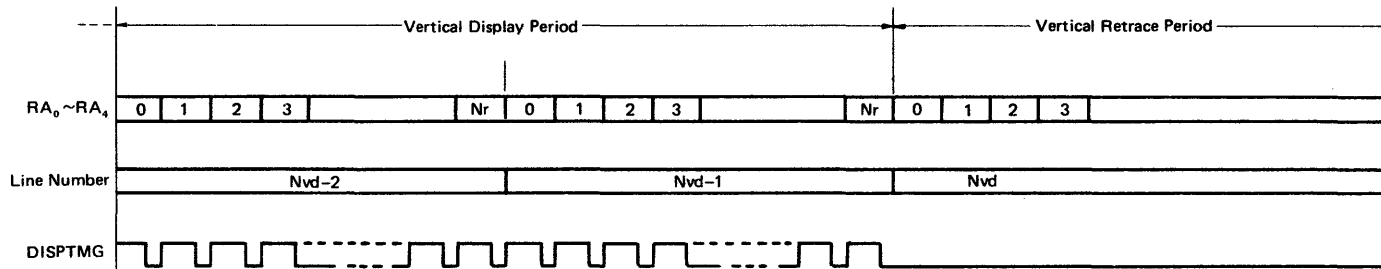 Vertical Display Period Vertical Retrace Period
RA₀~RA₄ 0 1 2 3 Nr 0 1 2 3 Nr 0 1 2 3
Line Number Nvd-2 Nvd-1 Nvd
DISPTMG